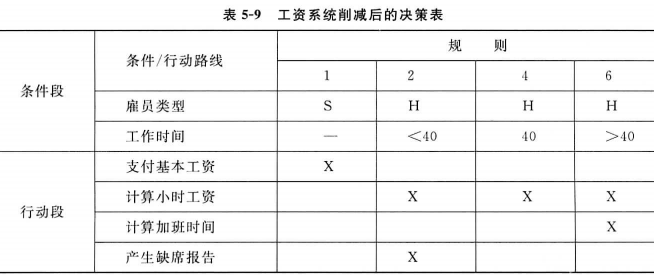 表 5-9 工资系统削减后的决策表
条件段 条件/行动路线 规 则
1 2 4 6
雇员类型 S H H H
工作时间 — <40 40 >40
行动段 支付基本工资 X
计算小时工资 X X X
计算加班时间 X
产生缺席报告 X